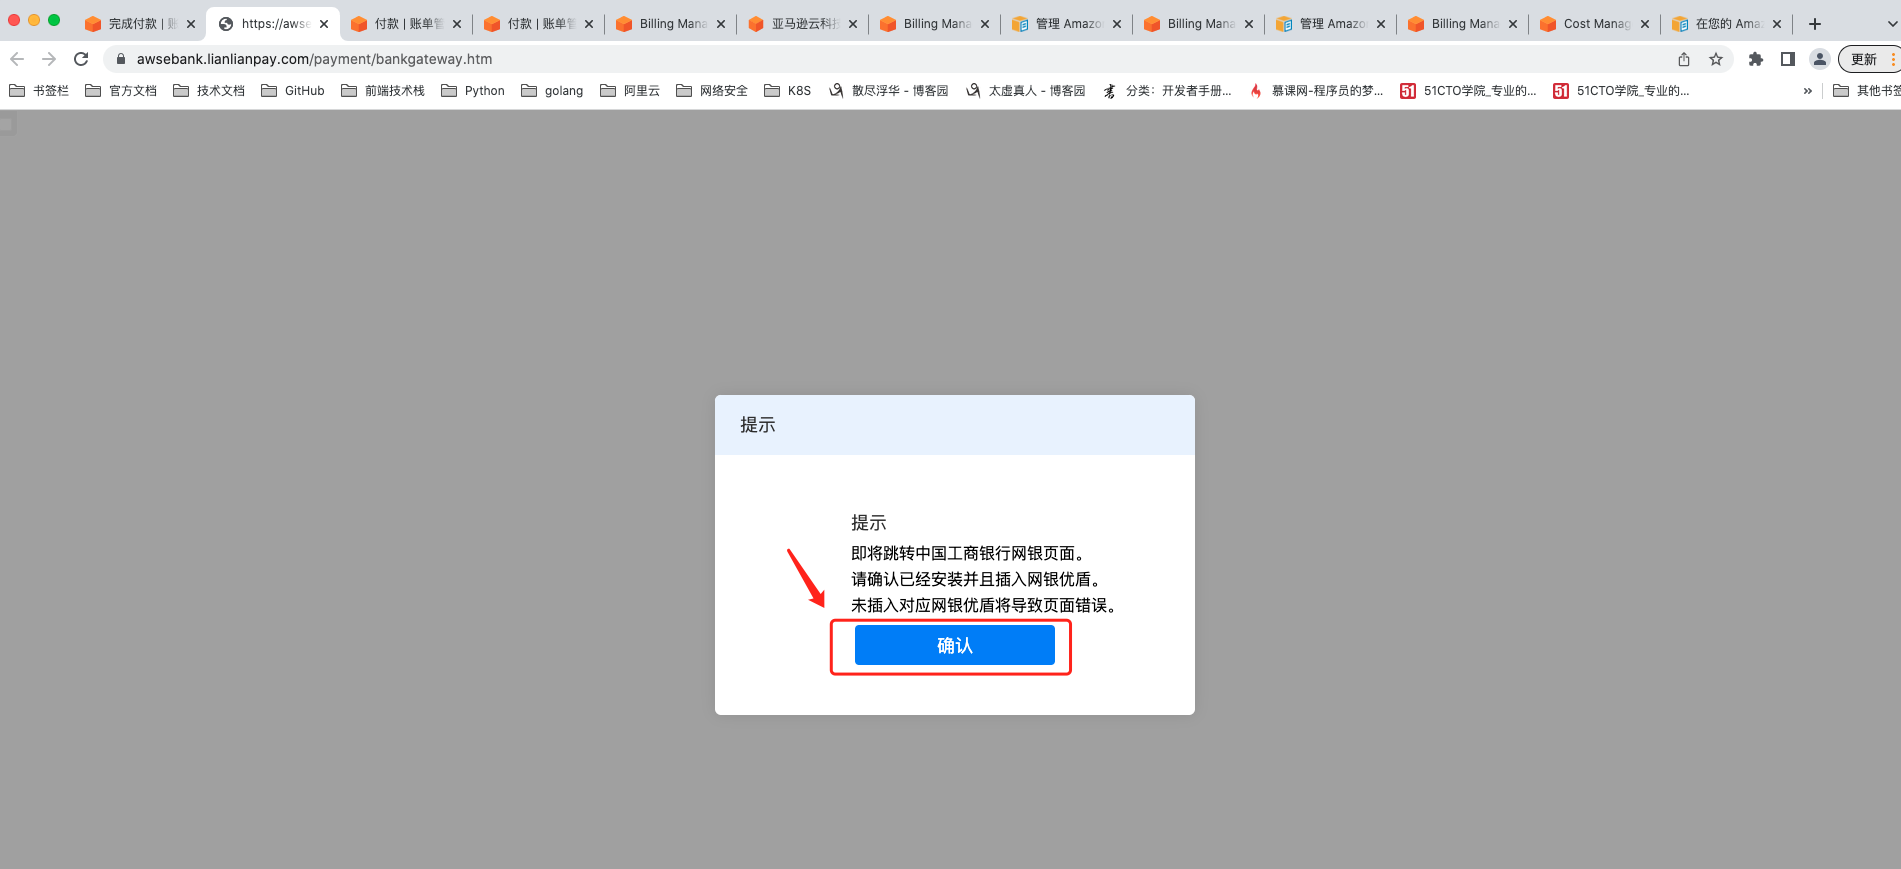 完成付款 | 账
https://awse
付款 | 账单管
付款 | 账单管
Billing Mana
亚马逊云科技
Billing Mana
管理 Amazo
Billing Mana
管理 Amazo
Billing Mana
Cost Manag
在您的 Amaz
awsebank.lianlianpay.com/payment/bankgateway.htm
更新
书签栏
官方文档
技术文档
GitHub
前端技术栈
Python
golang
阿里云
网络安全
K8S
散尽浮华 - 博客园
太虚真人 - 博客园
分类：开发者手册...
慕课网-程序员的梦...
51CTO学院_专业的...
51CTO学院_专业的...
»
其他书签
提示
提示
即将跳转中国工商银行网银页面。
请确认已经安装并且插入网银优盾。
未插入对应网银优盾将导致页面错误。
确认